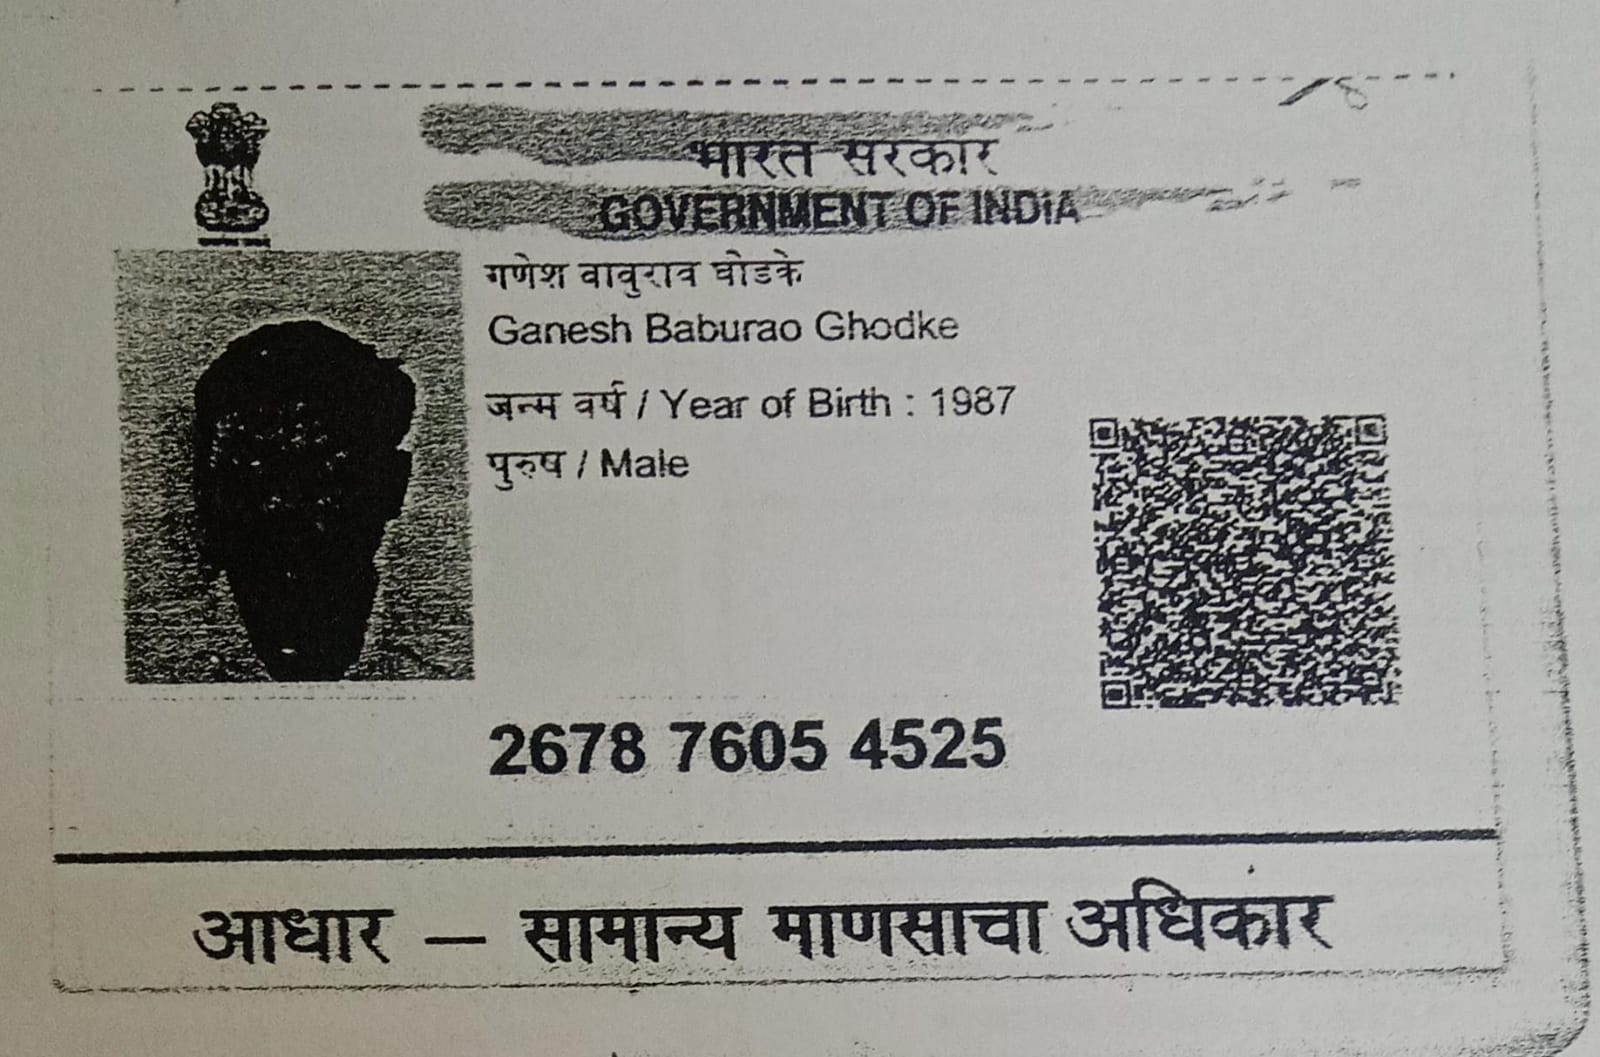 भारत सरकार
GOVERNMENT OF INDIA
गणेश वावुराव घोडके
Ganesh Baburao Ghodke
जन्म वर्ष / Year of Birth : 1987
पुरुष / Male
2678 7605 4525
आधार — सामान्य माणसाचा अधिकार